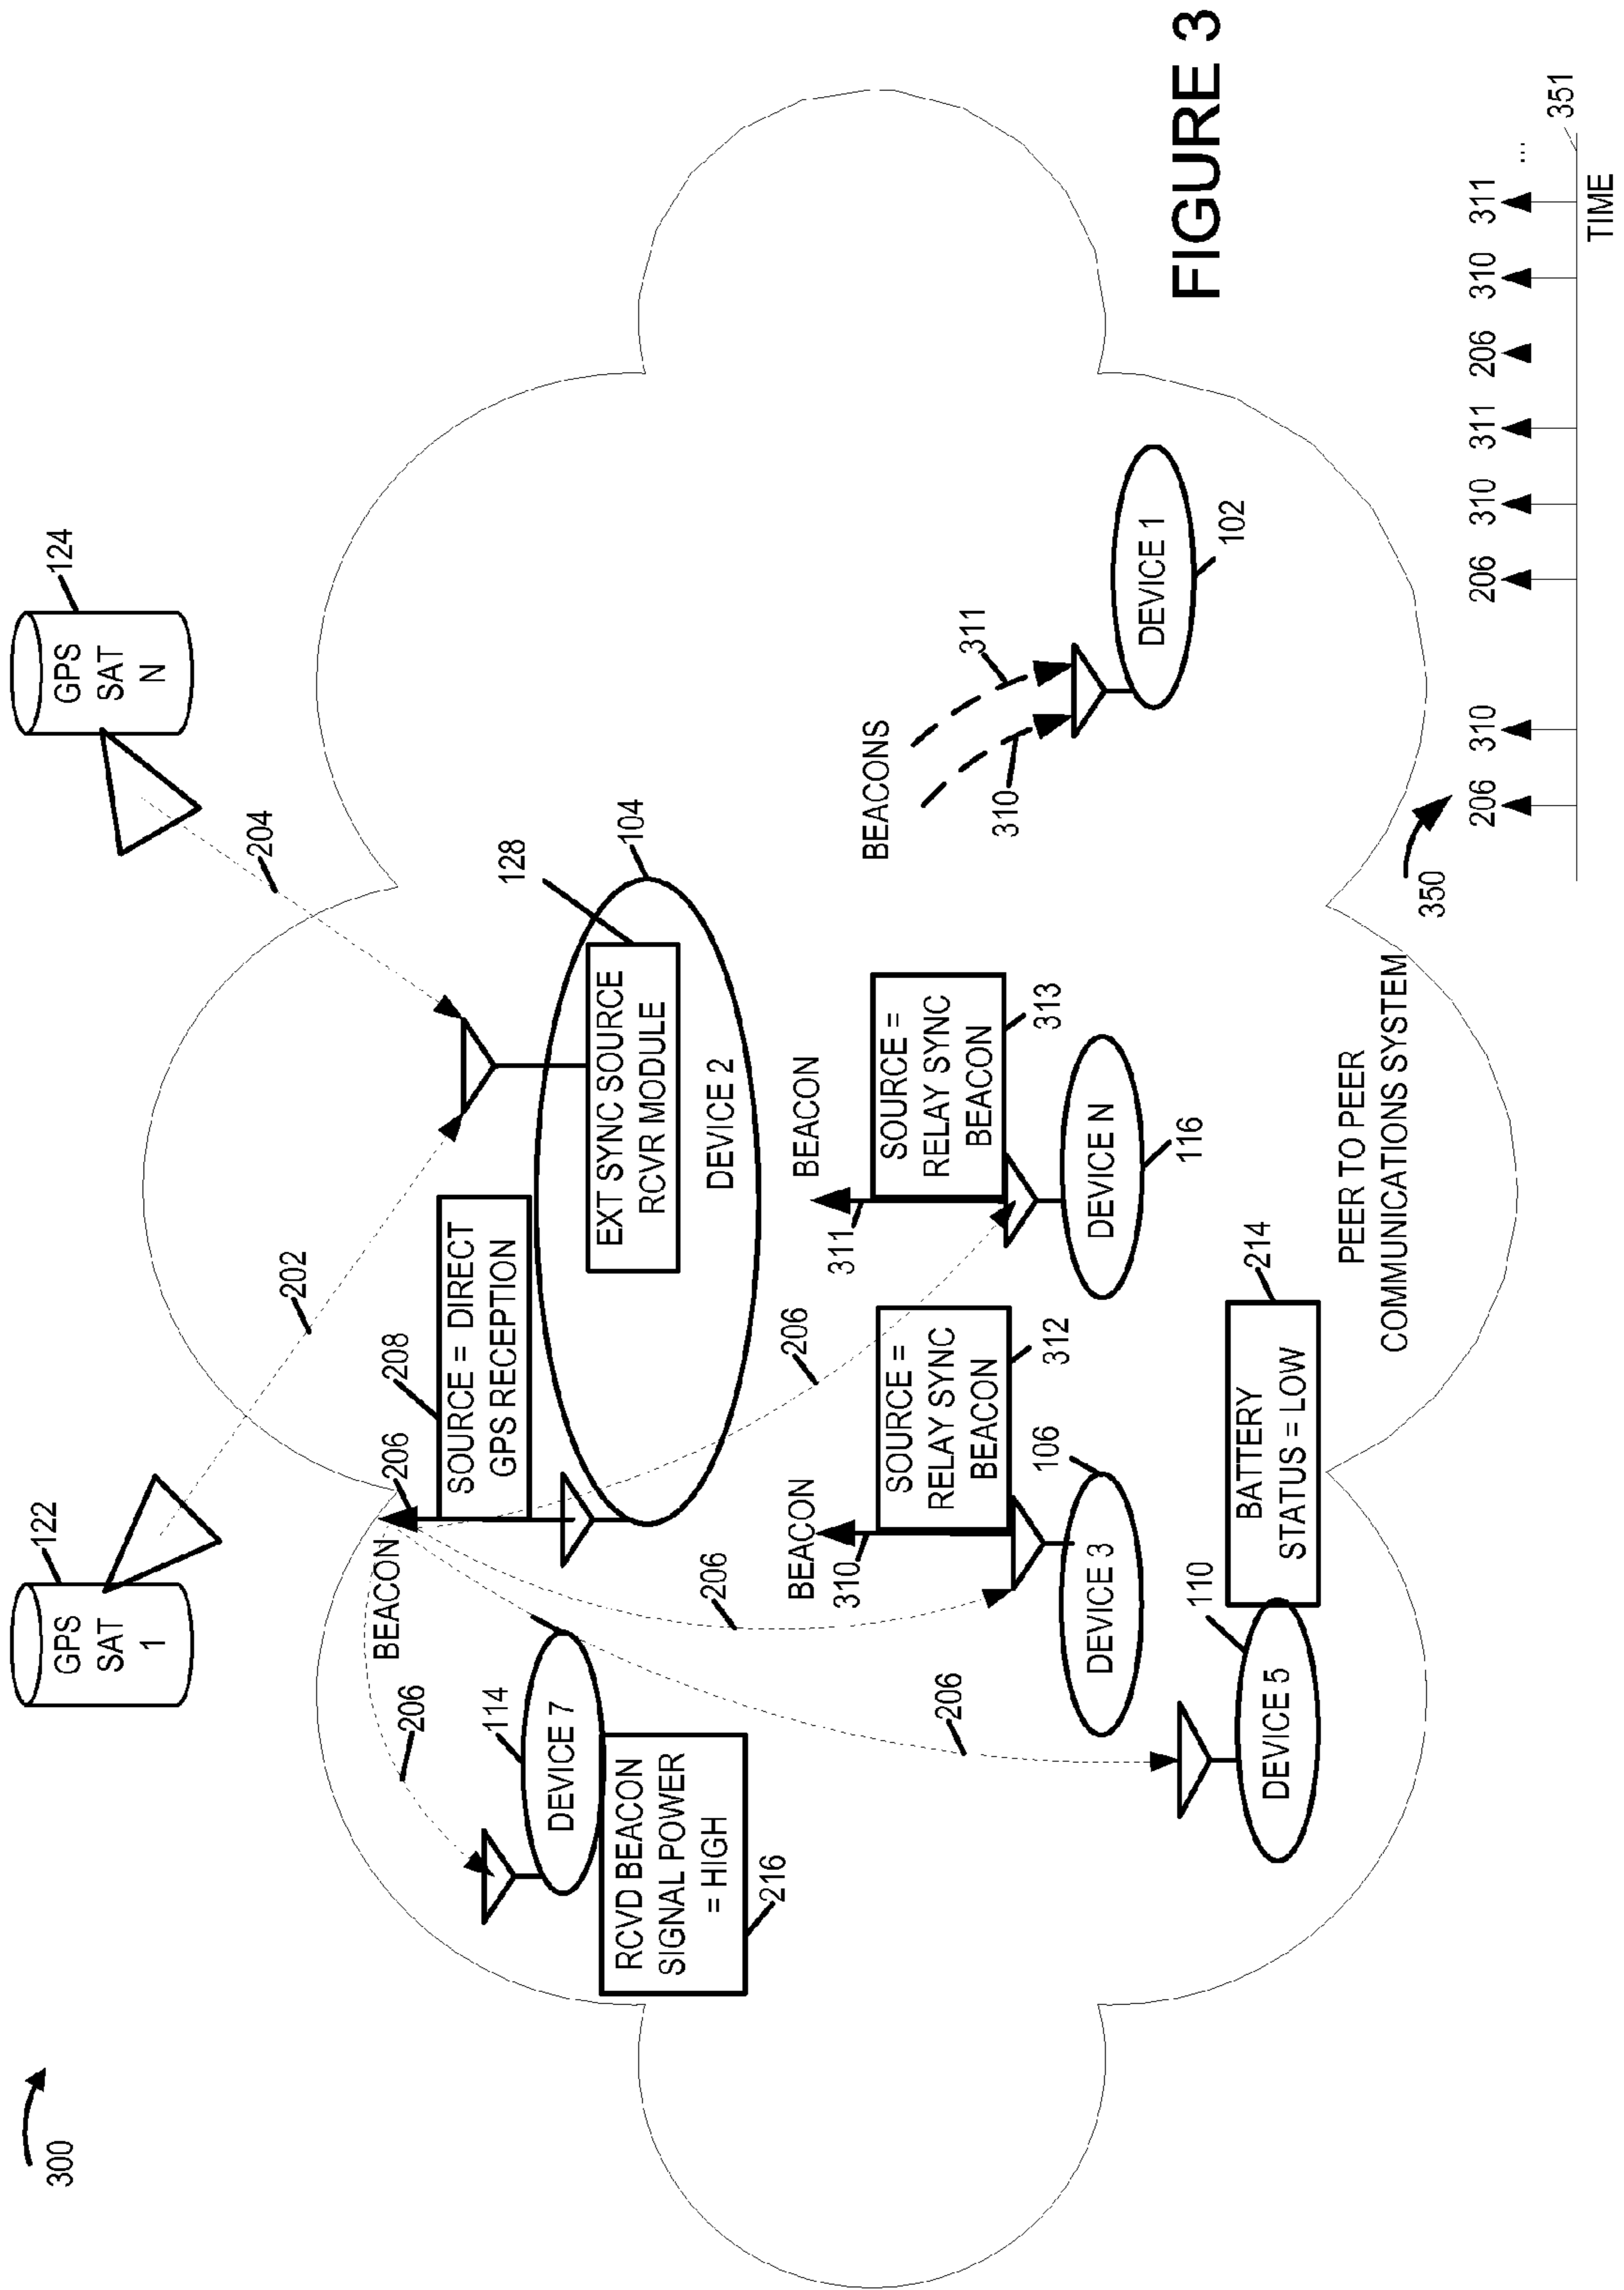 300
GPS
SAT
1
122
GPS
SAT
N
124
202
204
BEACON
206
208
SOURCE = DIRECT
GPS RECEPTION
EXT SYNC SOURCE
RCVR MODULE
128
DEVICE 2
104
206
114
DEVICE 7
RCVD BEACON
SIGNAL POWER
= HIGH
216
206
206
206
BEACON
310
SOURCE =
RELAY SYNC
BEACON
312
106
DEVICE 3
BEACON
311
SOURCE =
RELAY SYNC
BEACON
313
DEVICE N
116
BEACONS
310
311
DEVICE 1
102
110
DEVICE 5
BATTERY
STATUS = LOW
214
PEER TO PEER
COMMUNICATIONS SYSTEM
FIGURE 3
350
206 310 206 310 311 206 310 311 ...
351
TIME